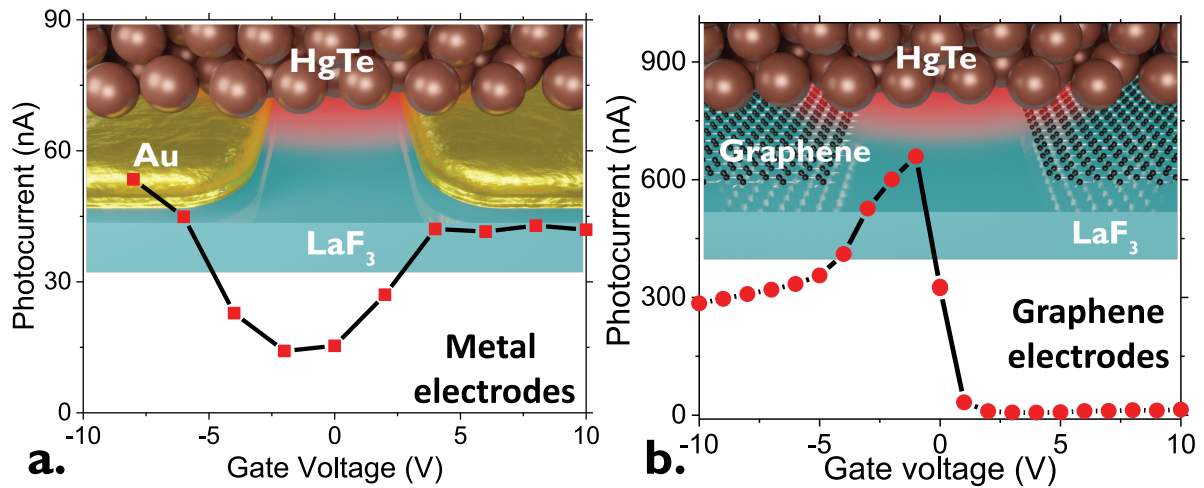 90
60
30
0
Photocurrent (nA)
HgTe
Au
LaF3
Metal
electrodes
-10 -5 0 5 10
Gate Voltage (V)
a.
900
600
300
0
Photocurrent (nA)
HgTe
Graphene
LaF3
Graphene
electrodes
-10 -5 0 5 10
Gate voltage (V)
b.